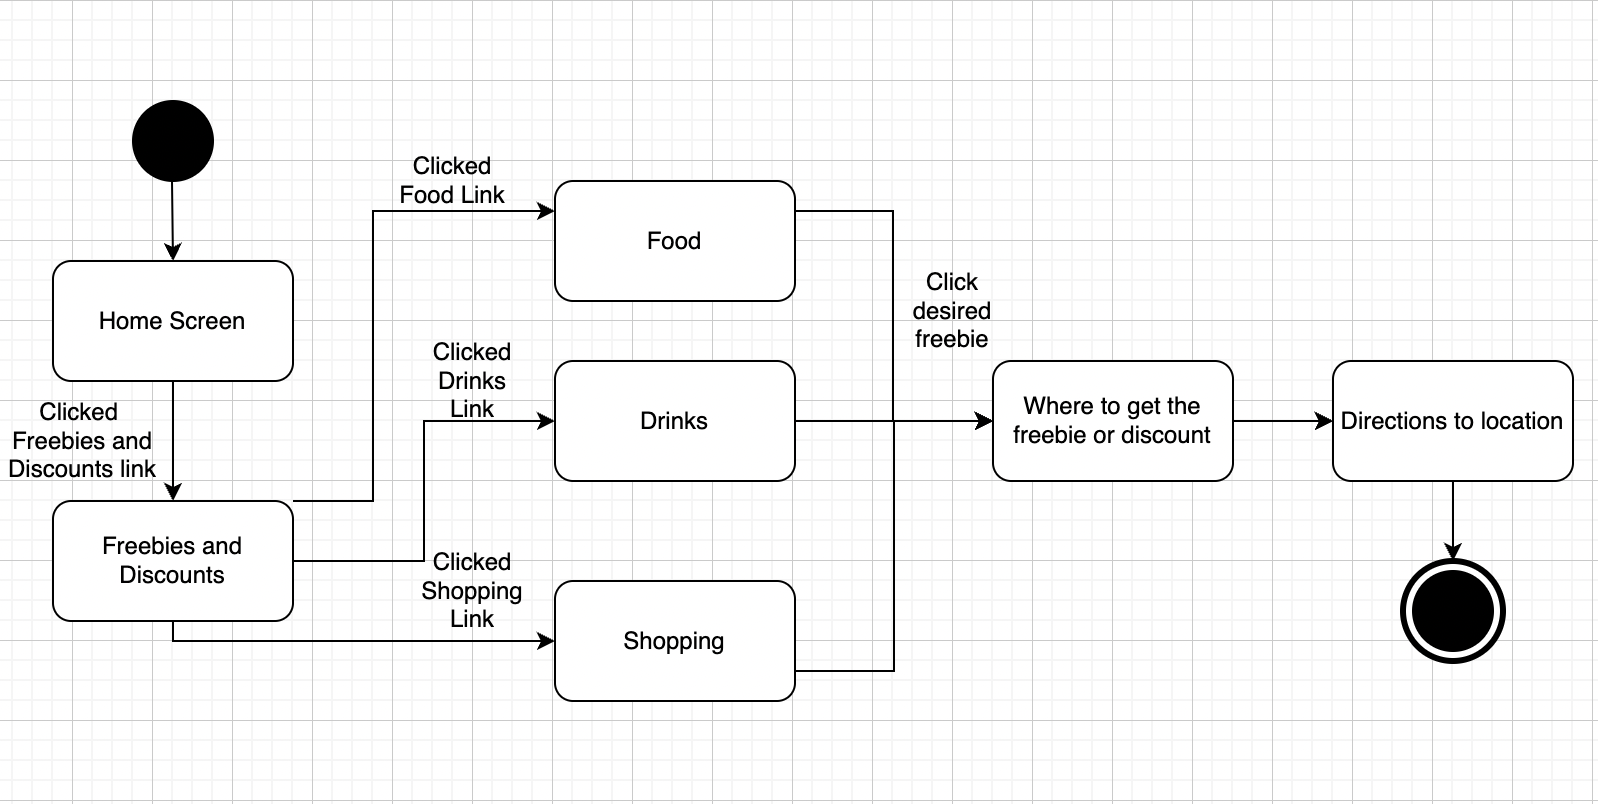 Clicked
Food Link
Food
Home Screen
Click
desired
freebie
Clicked
Drinks
Link
Drinks
Where to get the
freebie or discount
Directions to location
Clicked
Freebies and
Discounts link
Freebies and
Discounts
Clicked
Shopping
Link
Shopping